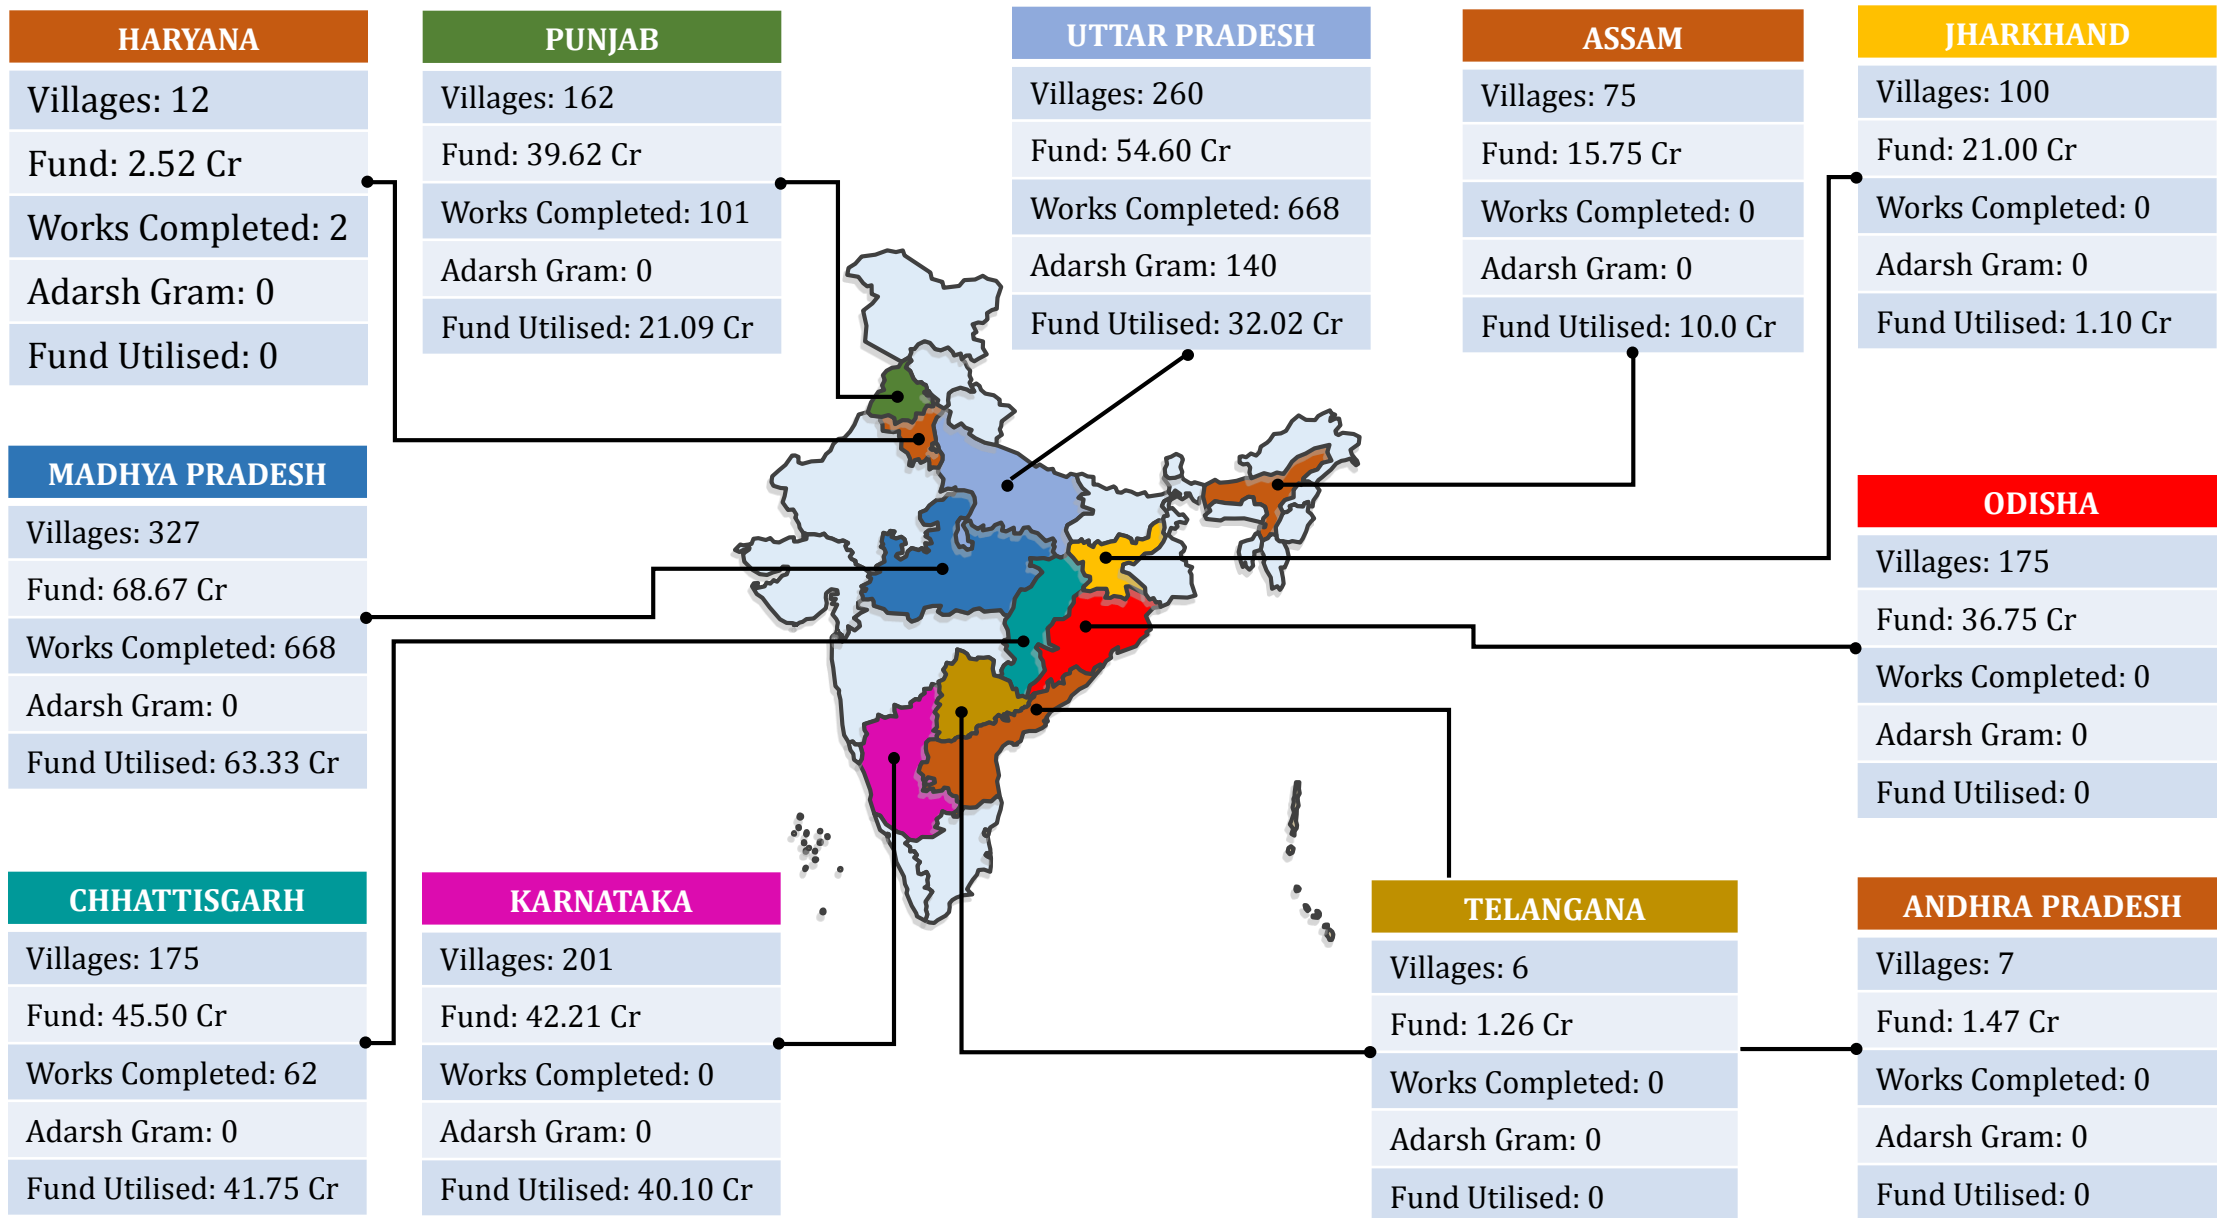 HARYANA
Villages: 12
Fund: 2.52 Cr
Works Completed: 2
Adarsh Gram: 0
Fund Utilised: 0
PUNJAB
Villages: 162
Fund: 39.62 Cr
Works Completed: 101
Adarsh Gram: 0
Fund Utilised: 21.09 Cr
UTTAR PRADESH
Villages: 260
Fund: 54.60 Cr
Works Completed: 668
Adarsh Gram: 140
Fund Utilised: 32.02 Cr
ASSAM
Villages: 75
Fund: 15.75 Cr
Works Completed: 0
Adarsh Gram: 0
Fund Utilised: 10.0 Cr
JHARKHAND
Villages: 100
Fund: 21.00 Cr
Works Completed: 0
Adarsh Gram: 0
Fund Utilised: 1.10 Cr
MADHYA PRADESH
Villages: 327
Fund: 68.67 Cr
Works Completed: 668
Adarsh Gram: 0
Fund Utilised: 63.33 Cr
ODISHA
Villages: 175
Fund: 36.75 Cr
Works Completed: 0
Adarsh Gram: 0
Fund Utilised: 0
CHHATTISGARH
Villages: 175
Fund: 45.50 Cr
Works Completed: 62
Adarsh Gram: 0
Fund Utilised: 41.75 Cr
KARNATAKA
Villages: 201
Fund: 42.21 Cr
Works Completed: 0
Adarsh Gram: 0
Fund Utilised: 40.10 Cr
TELANGANA
Villages: 6
Fund: 1.26 Cr
Works Completed: 0
Adarsh Gram: 0
Fund Utilised: 0
ANDHRA PRADESH
Villages: 7
Fund: 1.47 Cr
Works Completed: 0
Adarsh Gram: 0
Fund Utilised: 0